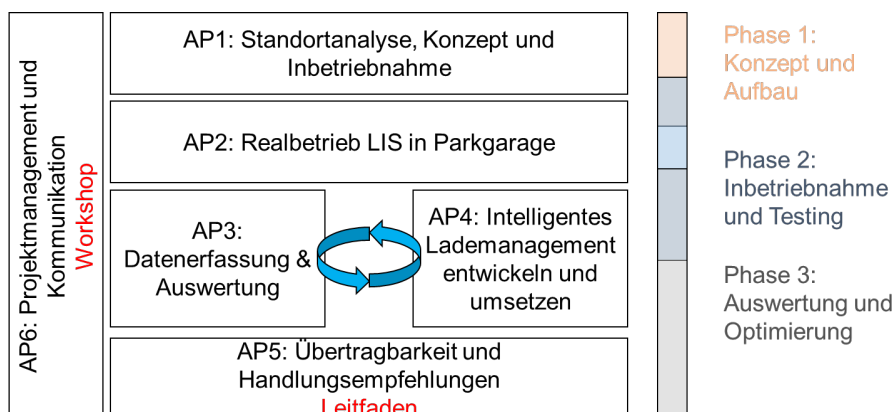 AP6: Projektmanagement und
Kommunikation
Workshop
AP1: Standortanalyse, Konzept und
Inbetriebnahme
AP2: Realbetrieb LIS in Parkgarage
AP3:
Datenerfassung &
Auswertung
AP4: Intelligentes
Lademanagement
entwickeln und
umsetzen
AP5: Übertragbarkeit und
Handlungsempfehlungen
Leitfaden
Phase 1:
Konzept und
Aufbau
Phase 2:
Inbetriebnahme
und Testing
Phase 3:
Auswertung und
Optimierung